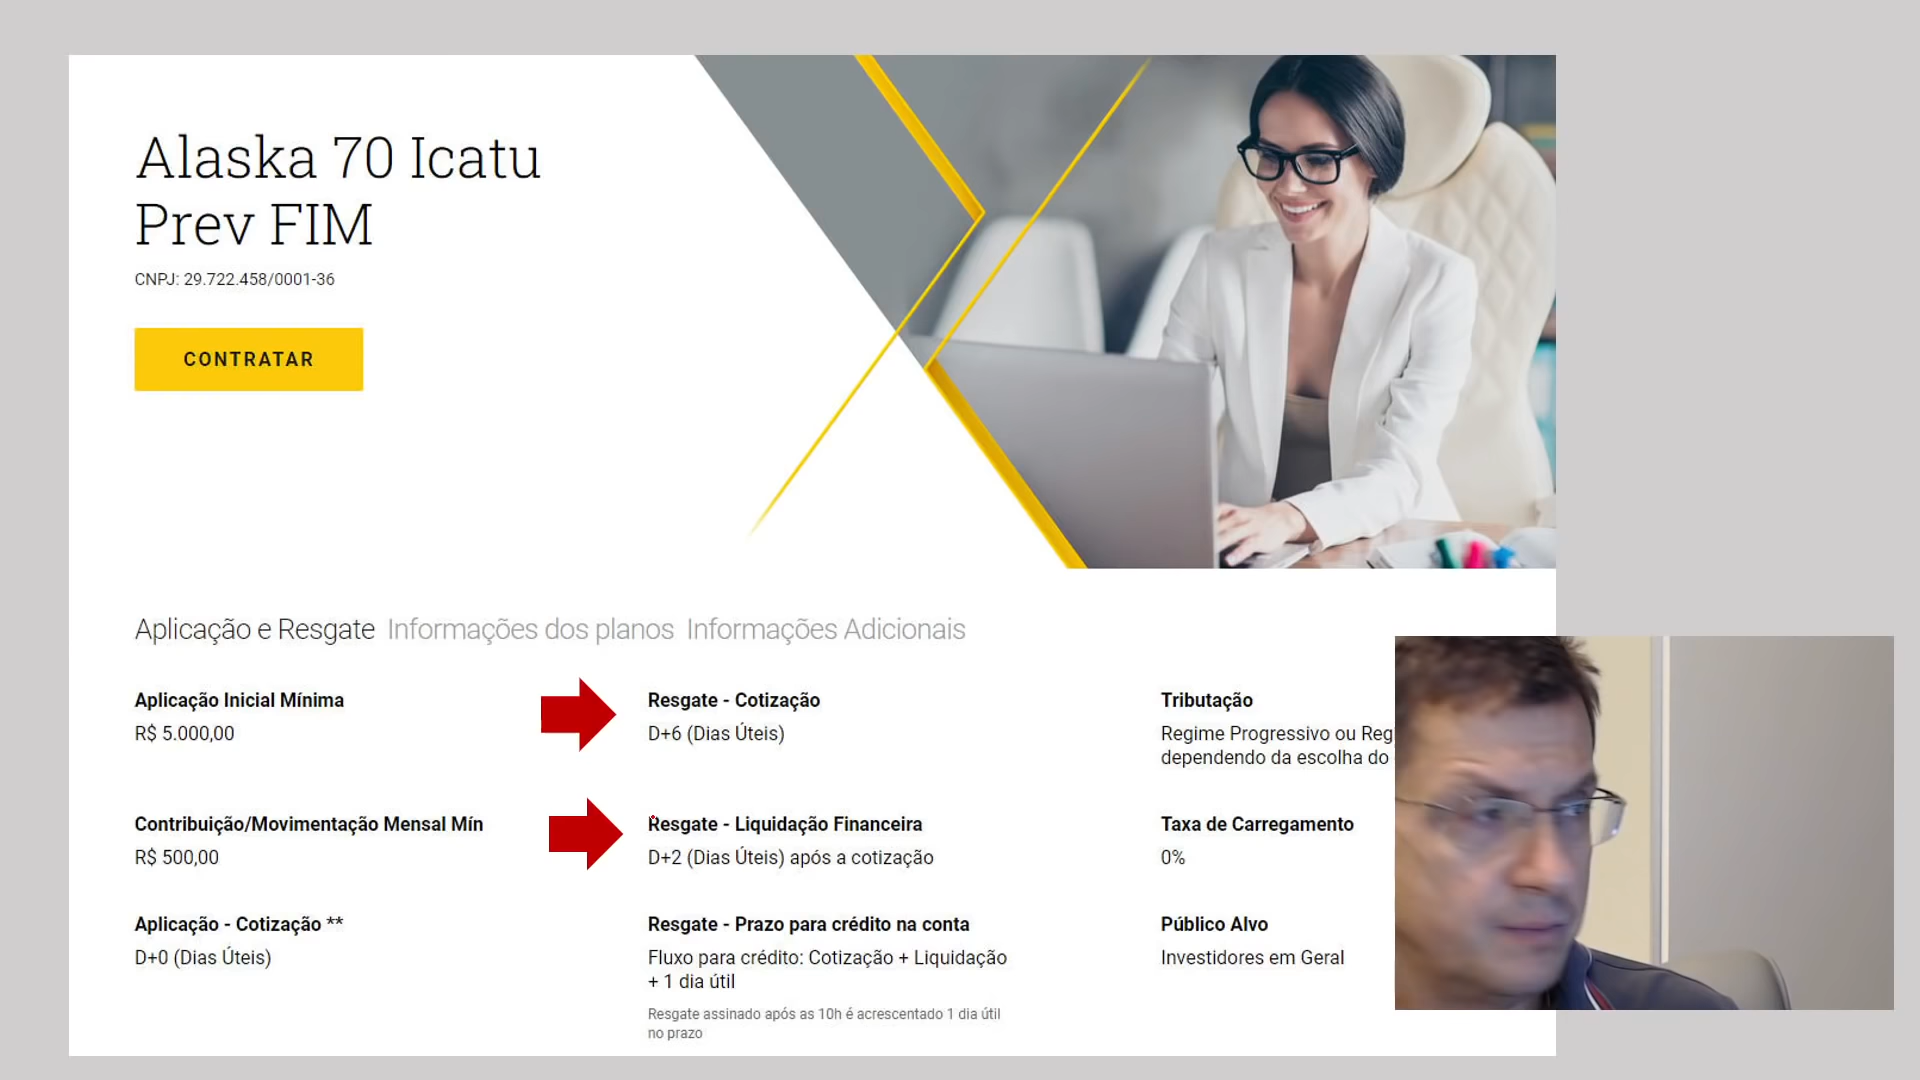 Alaska 70 Icatu
Prev FIM
CNPJ: 29.722.458/0001-36
CONTRATAR
Aplicação e Resgate Informações dos planos Informações Adicionais
Aplicação Inicial Mínima
R$ 5.000,00
Contribuição/Movimentação Mensal Mín
R$ 500,00
Aplicação - Cotização **
D+0 (Dias Úteis)
Resgate - Cotização
D+6 (Dias Úteis)
Resgate - Liquidação Financeira
D+2 (Dias Úteis) após a cotização
Resgate - Prazo para crédito na conta
Fluxo para crédito: Cotização + Liquidação
+ 1 dia útil
Resgate assinado após as 10h é acrescentado 1 dia útil
no prazo
Tributação
Regime Progressivo ou Reg
dependendo da escolha do
Taxa de Carregamento
0%
Público Alvo
Investidores em Geral